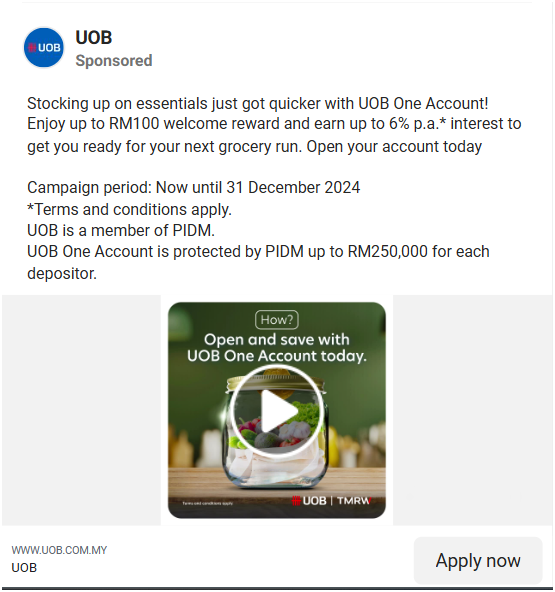 UOB
UOB
Sponsored
Stocking up on essentials just got quicker with UOB One Account!
Enjoy up to RM100 welcome reward and earn up to 6% p.a.* interest to
get you ready for your next grocery run. Open your account today
Campaign period: Now until 31 December 2024
*Terms and conditions apply.
UOB is a member of PIDM.
UOB One Account is protected by PIDM up to RM250,000 for each
depositor.
How?
Open and save with
UOB One Account today.
Terms and conditions apply.
UOB | TMRW
WWW.UOB.COM.MY
UOB
Apply now